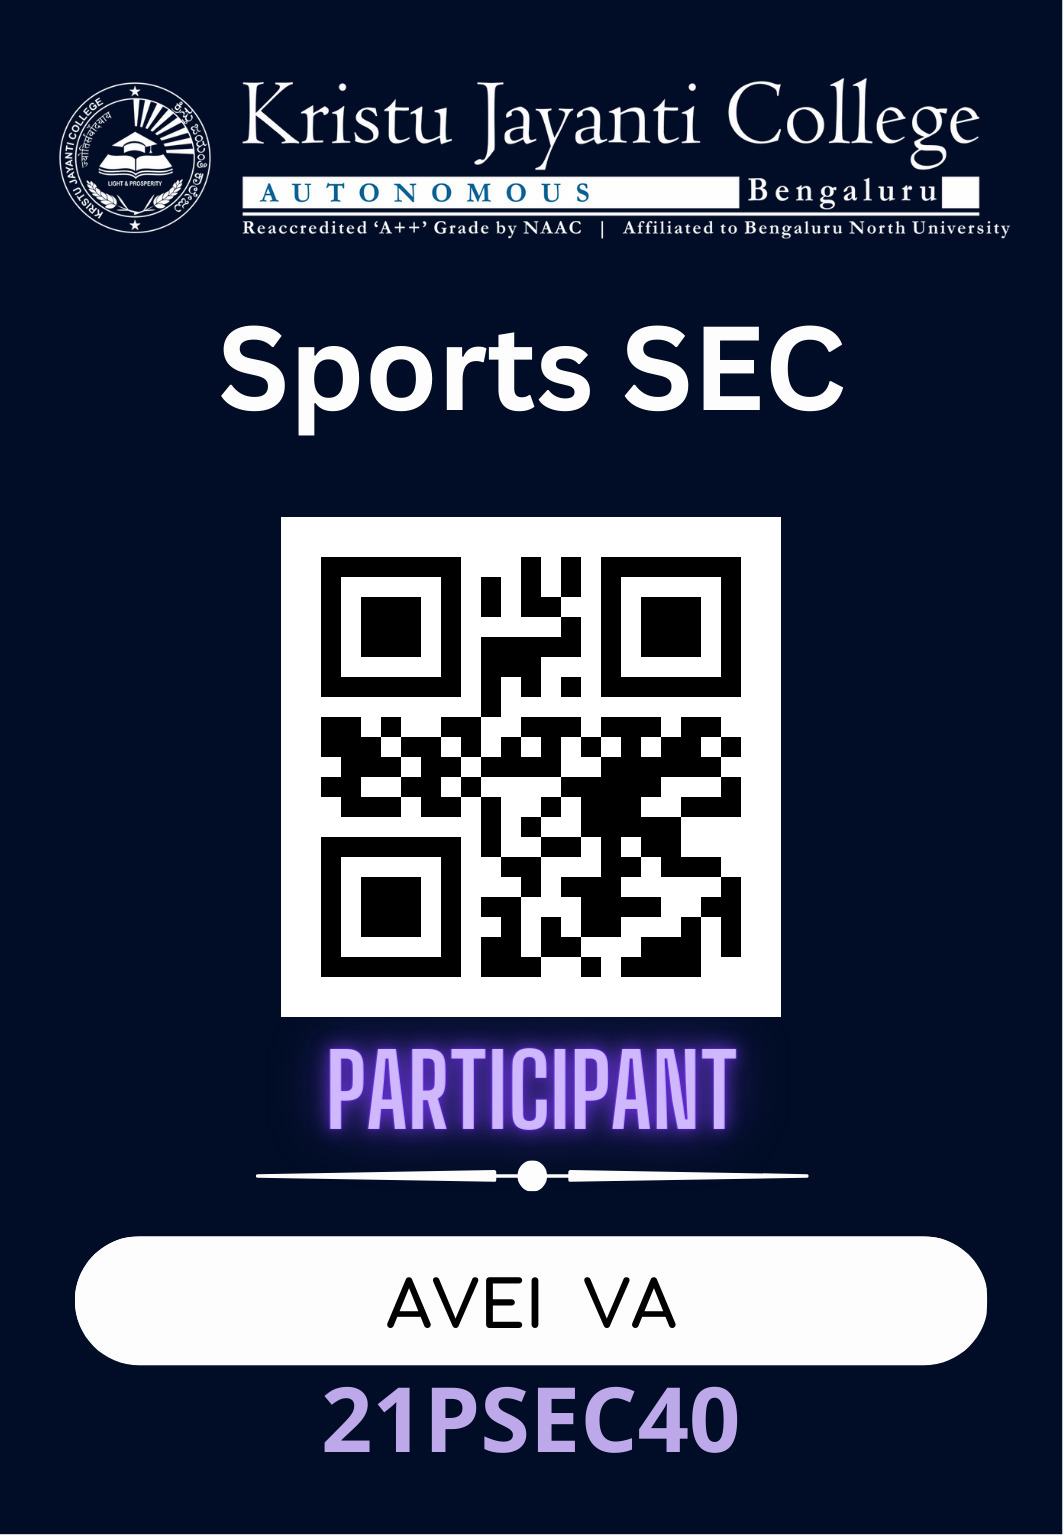 KRISTU JAYANTI COLLEGE
ಕ್ರಿಸ್ತು ಜಯಂತಿ ಕಾಲೇಜು
LIGHT & PROSPERITY
Kristu Jayanti College
AUTONOMOUS Bengaluru
Reaccredited ‘A++’ Grade by NAAC | Affiliated to Bengaluru North University
Sports SEC
PARTICIPANT
AVEI VA
21PSEC40